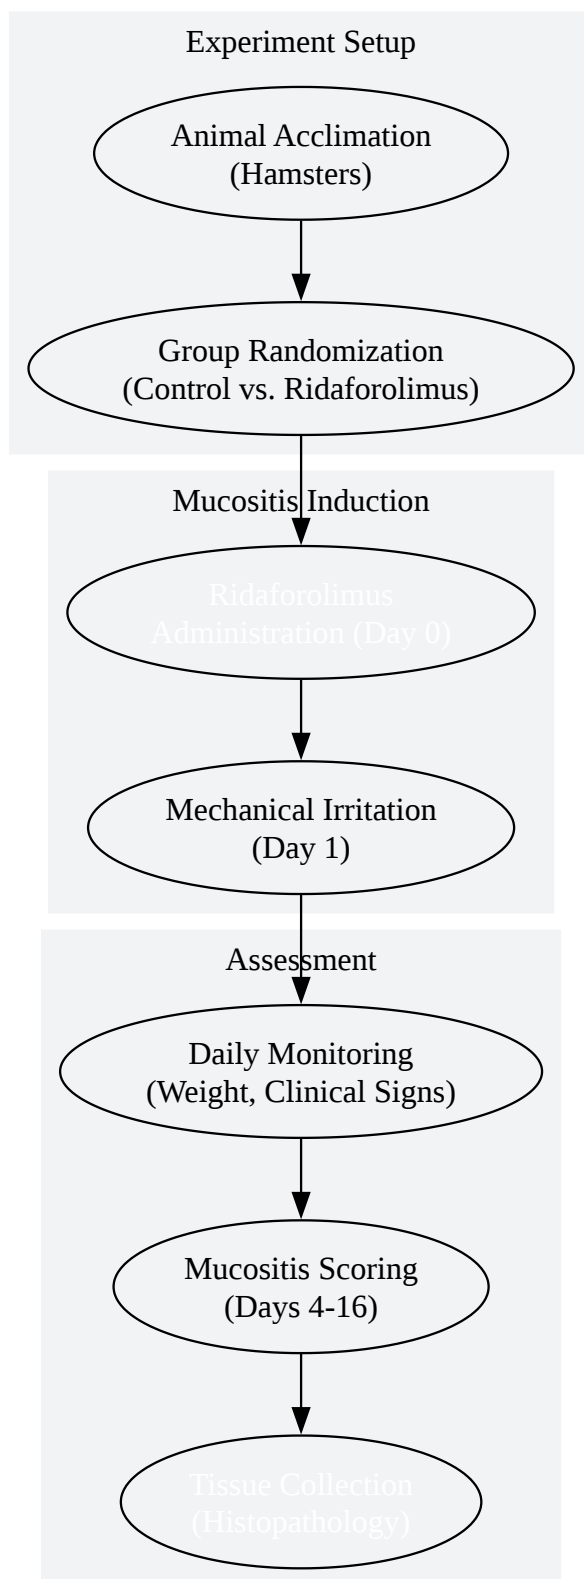 Experiment Setup
Animal Acclimation
(Hamsters)
Group Randomization
(Control vs. Ridaforolimus)
Mucositis Induction
Ridaforolimus
Administration (Day 0)
Mechanical Irritation
(Day 1)
Assessment
Daily Monitoring
(Weight, Clinical Signs)
Mucositis Scoring
(Days 4-16)
Tissue Collection
(Histopathology)